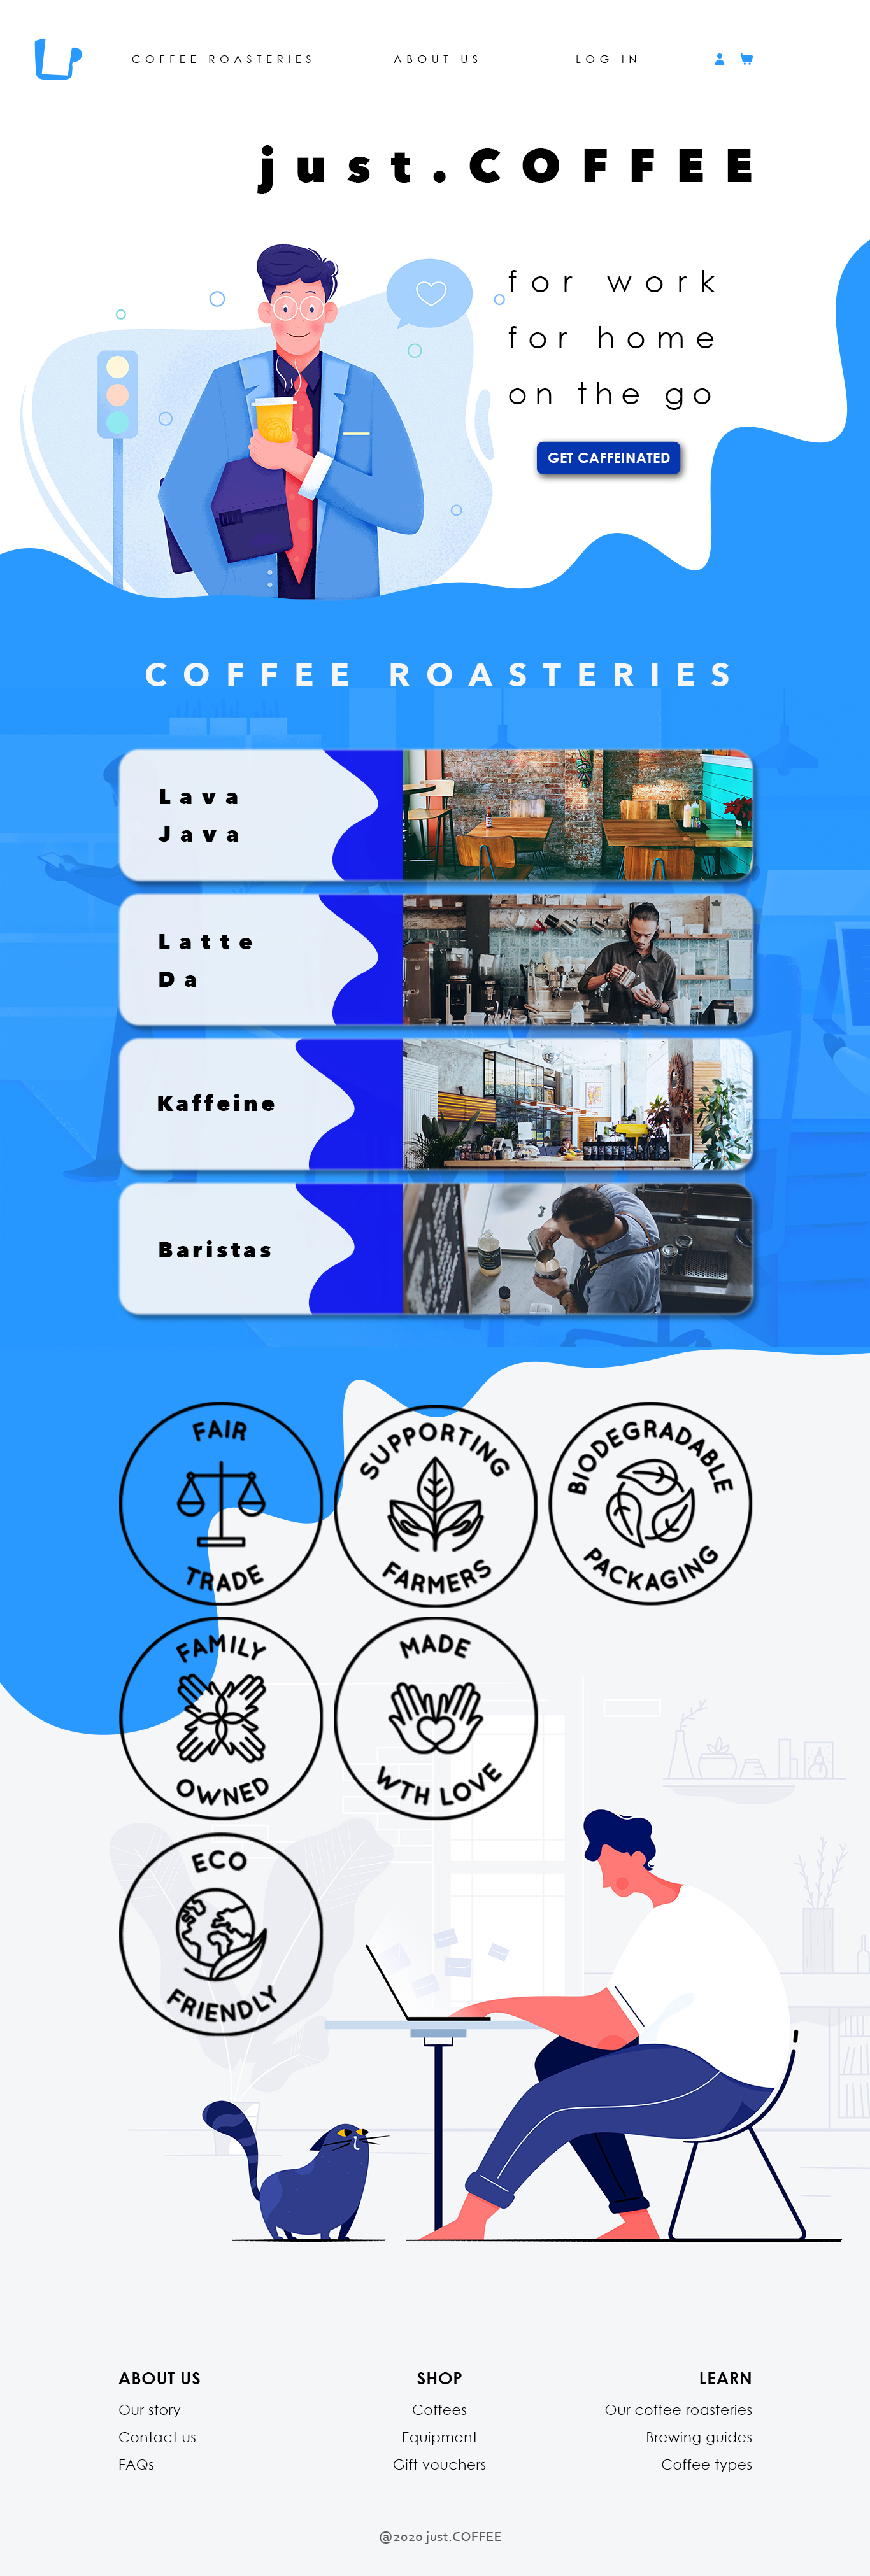 COFFEE ROASTERIES
ABOUT US
LOG IN
just.COFFEE
for work
for home
on the go
GET CAFFEINATED
COFFEE ROASTERIES
Lava
Java
Latte
Da
Kaffeine
Baristas
FAIR
TRADE
SUPPORTING
FARMERS
BIODEGRADABLE
PACKAGING
FAMILY
OWNED
MADE
WTH LOVE
ECO
FRIENDLY
ABOUT US
Our story
Contact us
FAQs
SHOP
Coffees
Equipment
Gift vouchers
LEARN
Our coffee roasteries
Brewing guides
Coffee types
@2020 just.COFFEE